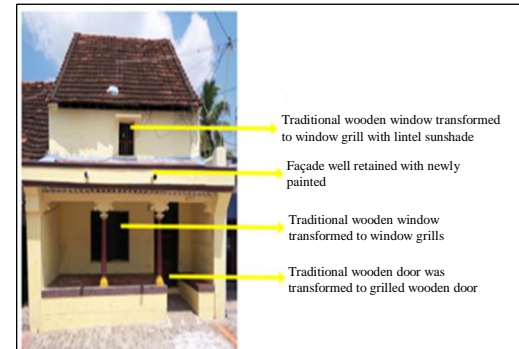 Traditional wooden window transformed
to window grill with lintel sunshade
Façade well retained with newly
painted
Traditional wooden window
transformed to window grills
Traditional wooden door was
transformed to grilled wooden door